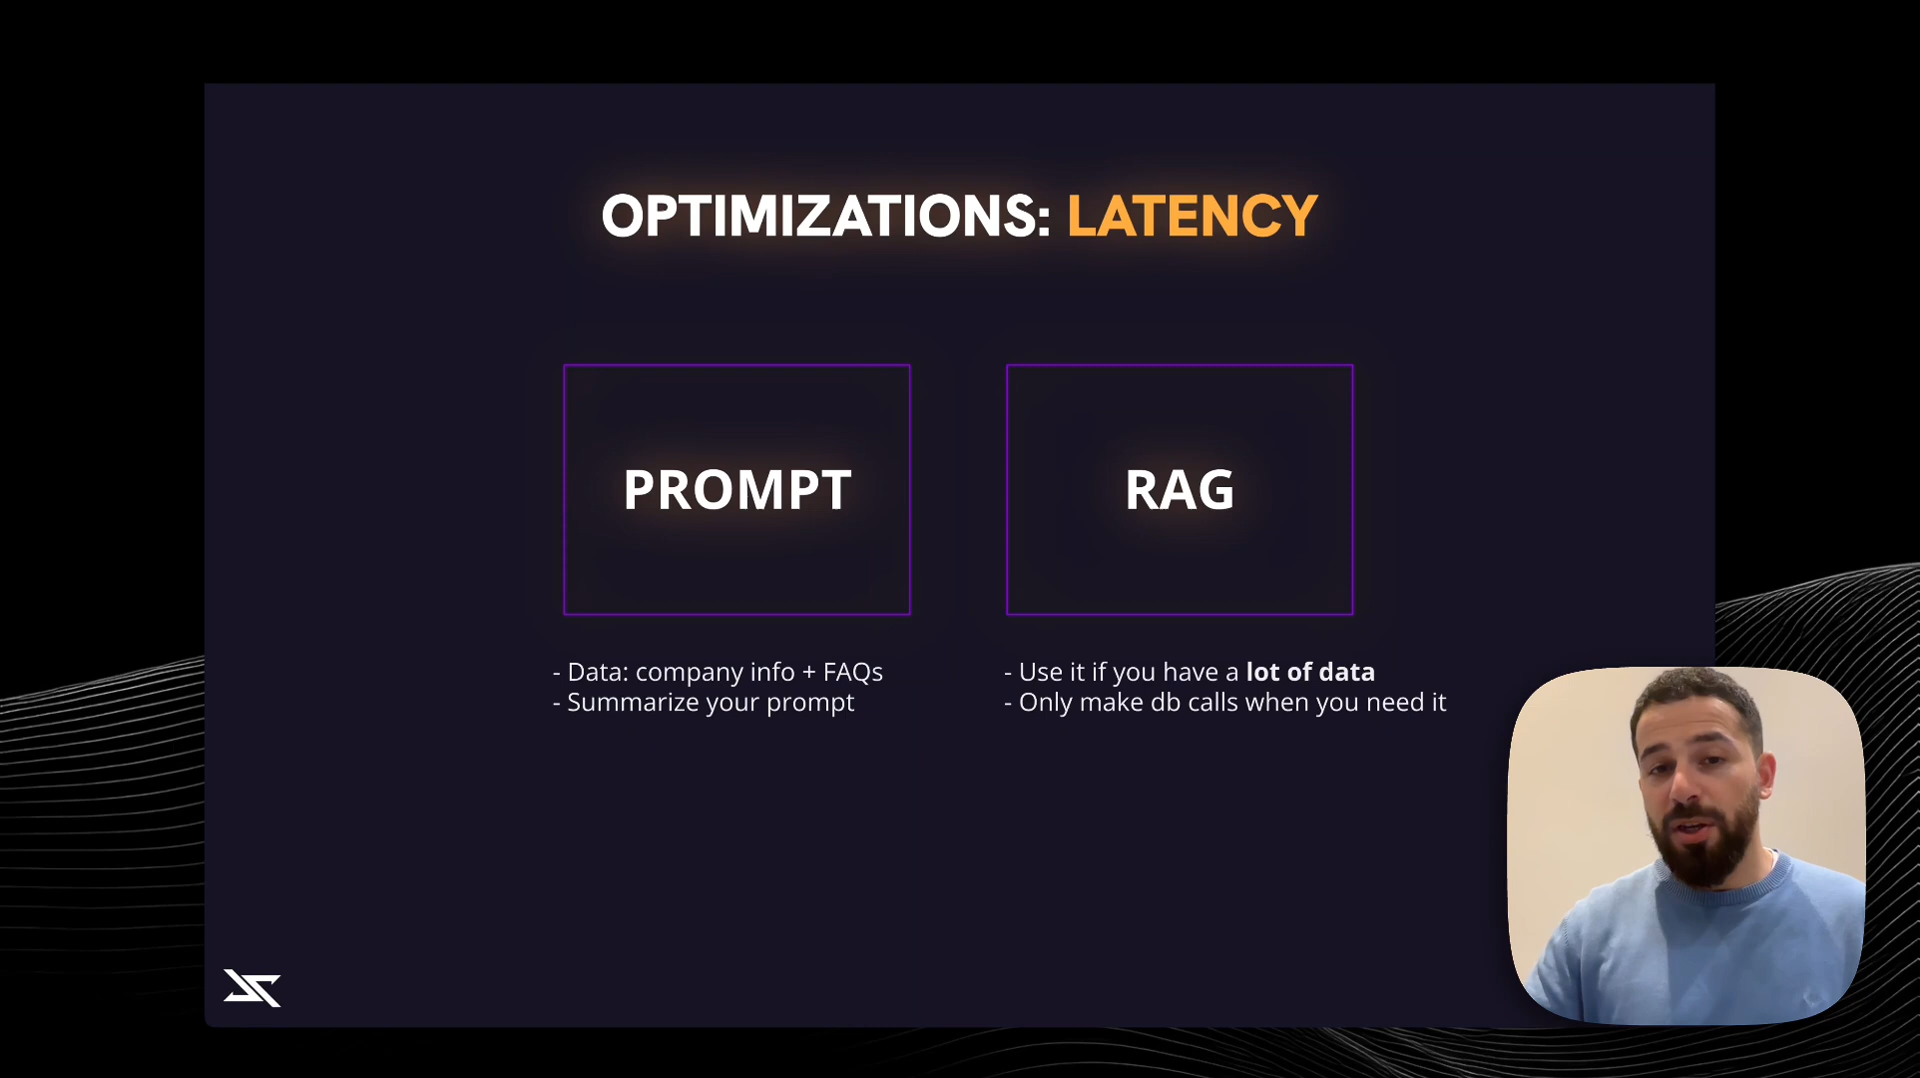 OPTIMIZATIONS: LATENCY
PROMPT
- Data: company info + FAQs
- Summarize your prompt
RAG
- Use it if you have a lot of data
- Only make db calls when you need it